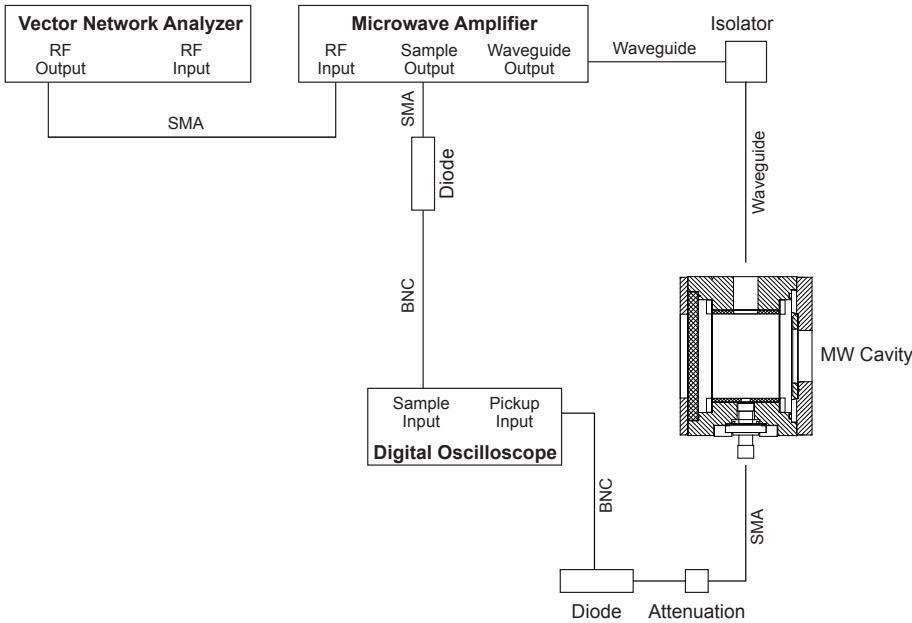 Vector Network Analyzer
RF Output
RF Input
Microwave Amplifier
RF Input
Sample Output
Waveguide Output
Waveguide
Isolator
SMA
SMA
Diode
Waveguide
BNC
MW Cavity
Sample Input
Pickup Input
Digital Oscilloscope
BNC
SMA
Diode
Attenuation